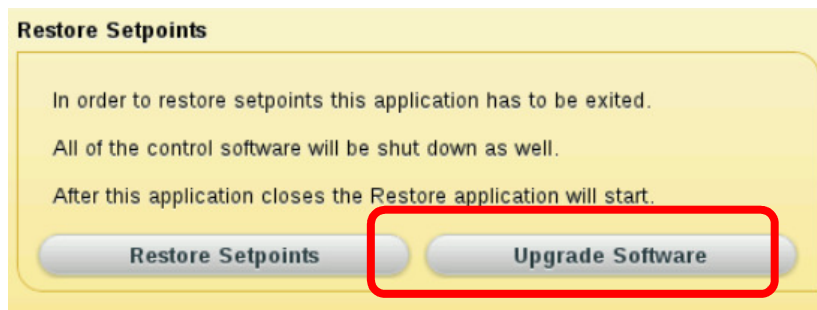 Restore Setpoints
In order to restore setpoints this application has to be exited.
All of the control software will be shut down as well.
After this application closes the Restore application will start.
Restore Setpoints
Upgrade Software